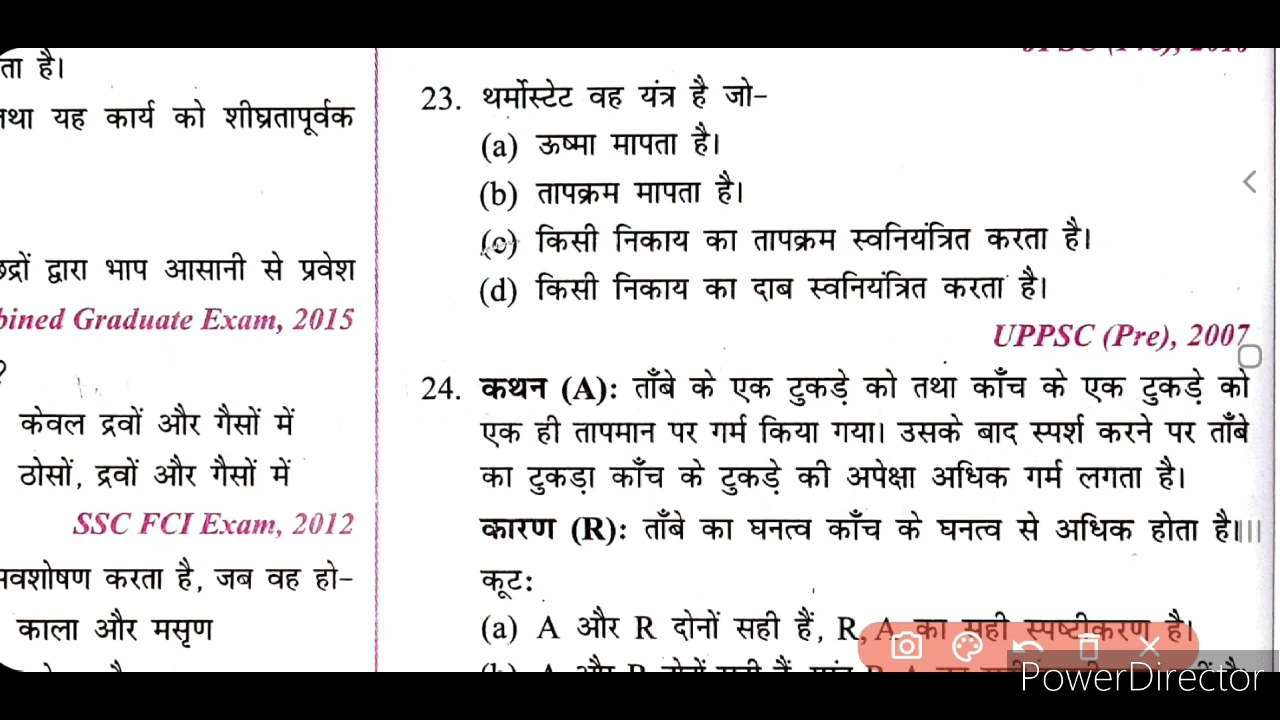 ता है।
तथा यह कार्य को शीघ्रतापूर्वक
द्वारा भाप आसानी से प्रवेश
Graduate Exam, 2015
?
केवल द्रवों और गैसों में
ठोसों, द्रवों और गैसों में
SSC FCI Exam, 2012
करता है, जब वह हो-
काला और मसृण
23. थर्मोस्टेट वह यंत्र है जो-
(a) ऊष्मा मापता है।
(b) तापक्रम मापता है।
(c) किसी निकाय का तापक्रम स्वनियंत्रित करता है।
(d) किसी निकाय का दाब स्वनियंत्रित करता है।
UPPSC (Pre), 2007
24. कथन (A): ताँबे के एक टुकड़े को तथा काँच के एक टुकड़े को
एक ही तापमान पर गर्म किया गया। उसके बाद स्पर्श करने पर ताँबे
का टुकड़ा काँच के टुकड़े की अपेक्षा अधिक गर्म लगता है।
कारण (R): ताँबे का घनत्व काँच के घनत्व से अधिक होता है।
कूट:
(a) A और R दोनों सही हैं, R, A का सही स्पष्टीकरण है।
PowerDirector